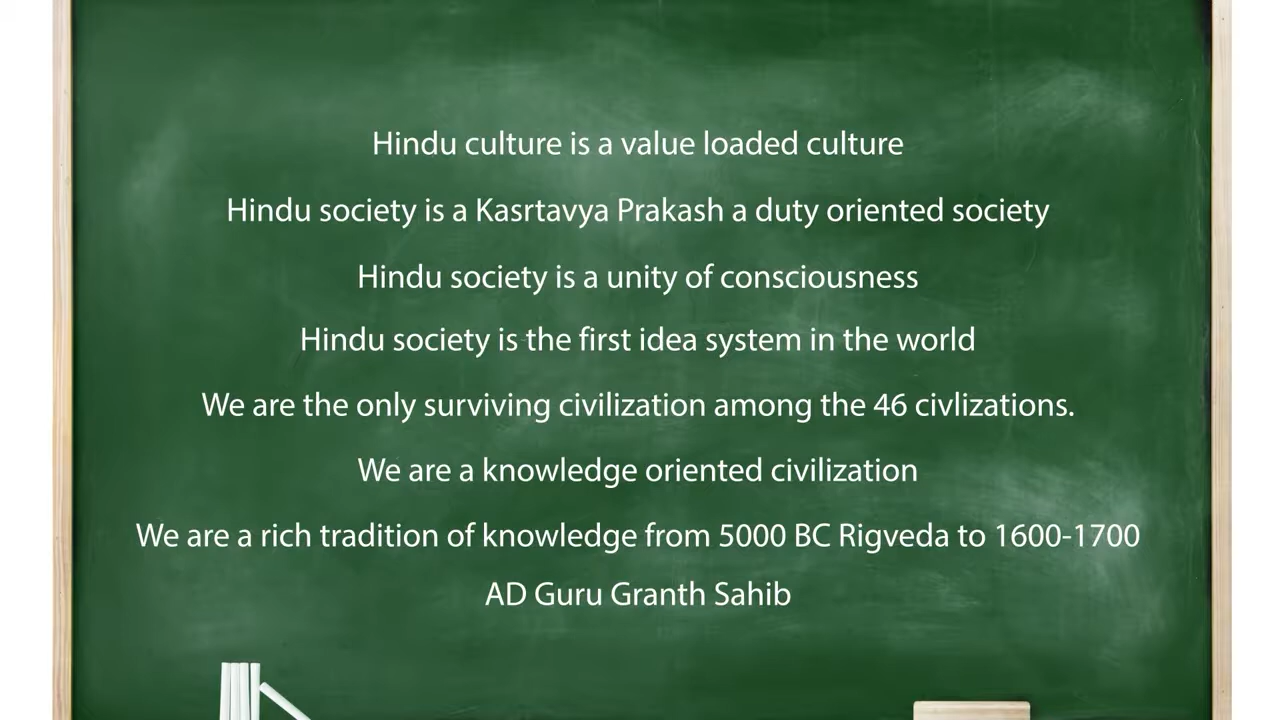 Hindu culture is a value loaded culture
Hindu society is a Kasrtavya Prakash a duty oriented society
Hindu society is a unity of consciousness
Hindu society is the first idea system in the world
We are the only surviving civilization among the 46 civlizations.
We are a knowledge oriented civilization
We are a rich tradition of knowledge from 5000 BC Rigveda to 1600-1700
AD Guru Granth Sahib